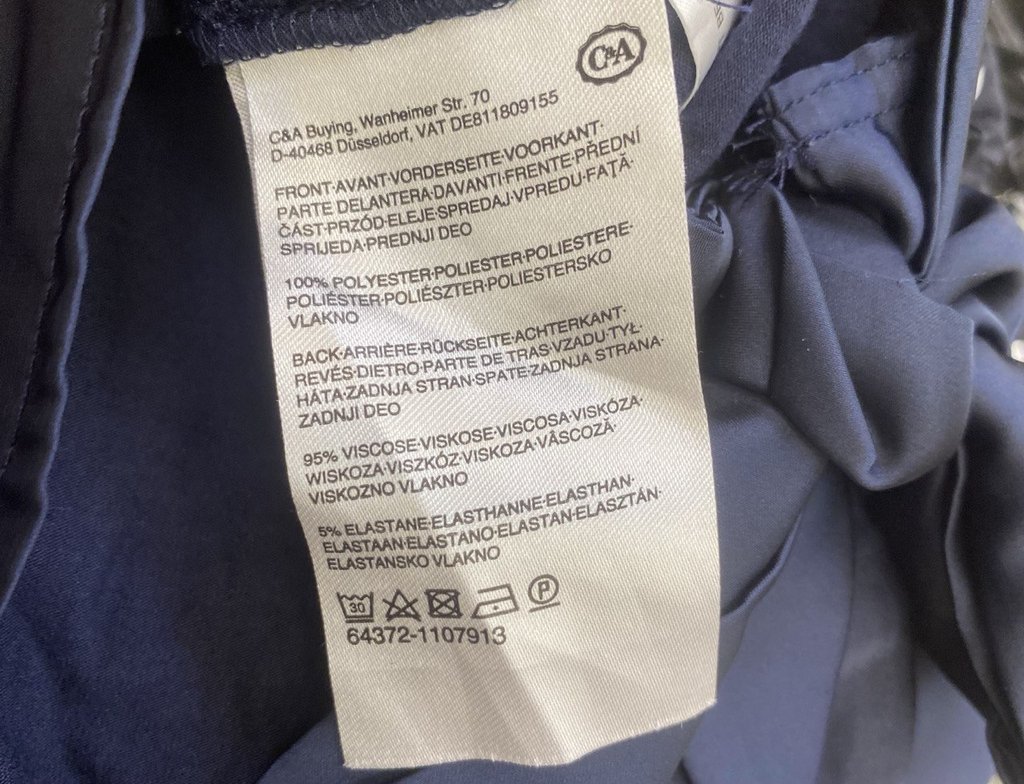 C&A
C&A Buying, Wanheimer Str. 70
D-40468 Düsseldorf, VAT DE811809155
FRONT·AVANT·VORDERSEITE·VOORKANT·
PARTE DELANTERA·DAVANTI·FRENTE·PŘEDNÍ
ČÁST·PRZÓD·ELEJE·SPREDAJ·VPREDU·FAȚĂ·
SPRIJEDA·PREDNJI DEO
100% POLYESTER·POLIESTER·POLIESTERE·
POLIÉSTER·POLIÉSZTER·POLIESTERSKO
VLAKNO
BACK·ARRIÈRE·RÜCKSEITE·ACHTERKANT·
REVÉS·DIETRO·PARTE DE TRAS·VZADU·TYŁ·
HÁTA·ZADNJA STRAN·SPATE·ZADNJA STRANA·
ZADNJI DEO
95% VISCOSE·VISKOSE·VISCOSA·VISKÓZA·
WISKOZA·VISZKÓZ·VISKOZA·VÂSCOZĂ·
VISKOZNO VLAKNO
5% ELASTANE·ELASTHANNE·ELASTHAN·
ELASTAAN·ELASTANO·ELASTAN·ELASZTÁN·
ELASTANSKO VLAKNO
30 P
64372-1107913